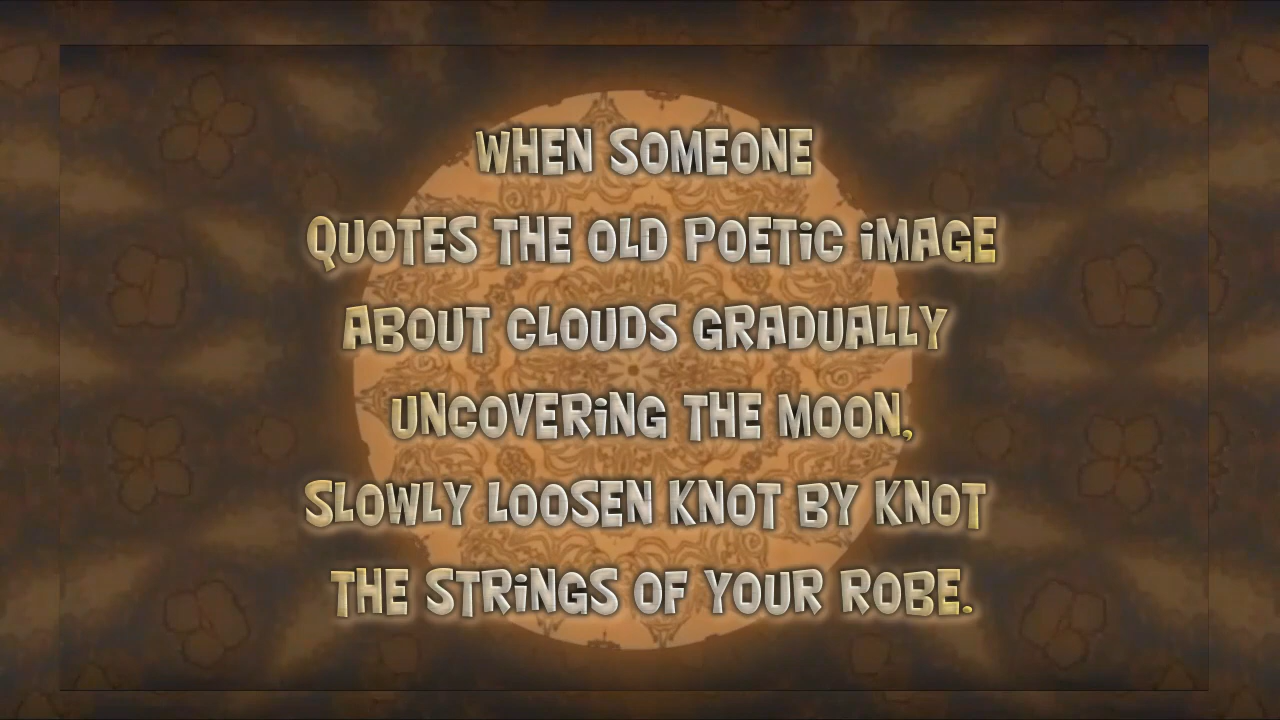 WHEN SOMEONE
QUOTES THE OLD POETiC iMAGE
ABOUT CLOUDS GRADUALLY
UNCOVERiNG THE MOON,
SLOWLY LOOSEN KNOT BY KNOT
THE STRiNGS OF YOUR ROBE.